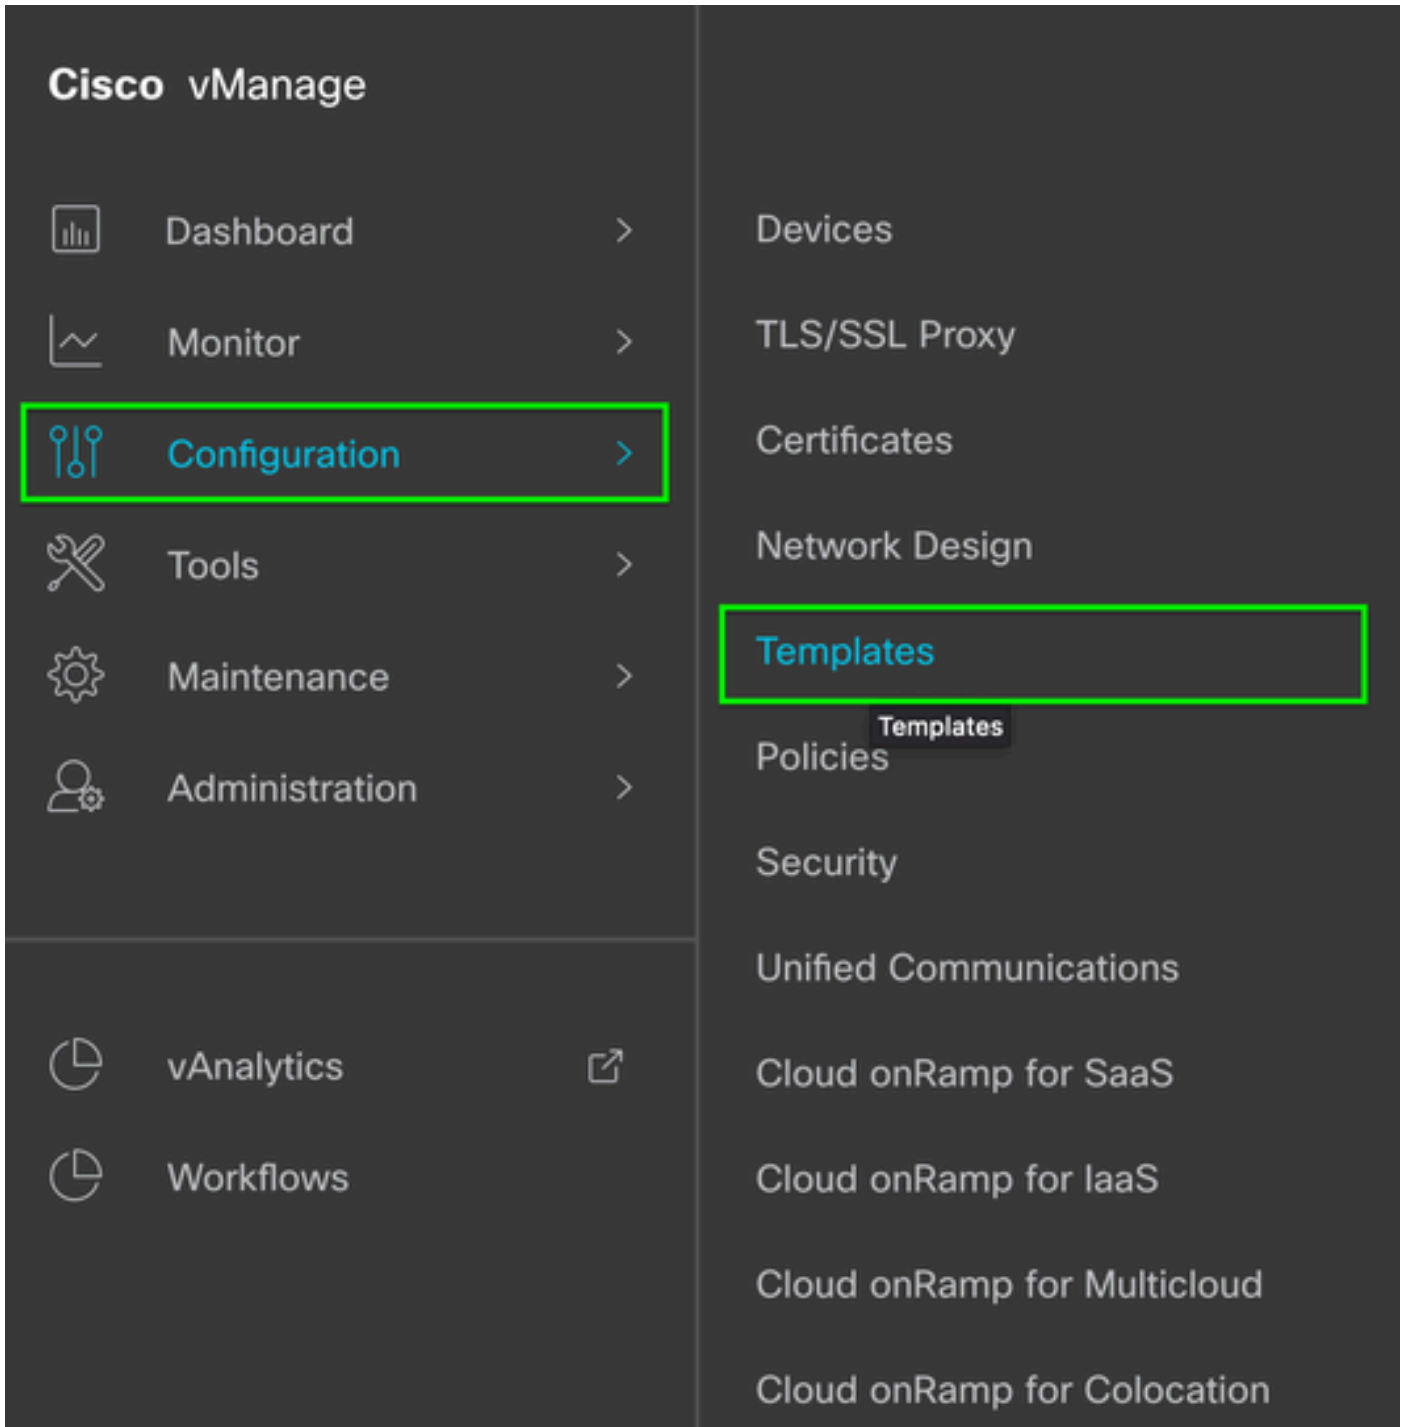 Cisco vManage
Dashboard
Monitor
Configuration
Tools
Maintenance
Administration
vAnalytics
Workflows
Devices
TLS/SSL Proxy
Certificates
Network Design
Templates
Templates
Policies
Security
Unified Communications
Cloud onRamp for SaaS
Cloud onRamp for IaaS
Cloud onRamp for Multicloud
Cloud onRamp for Colocation